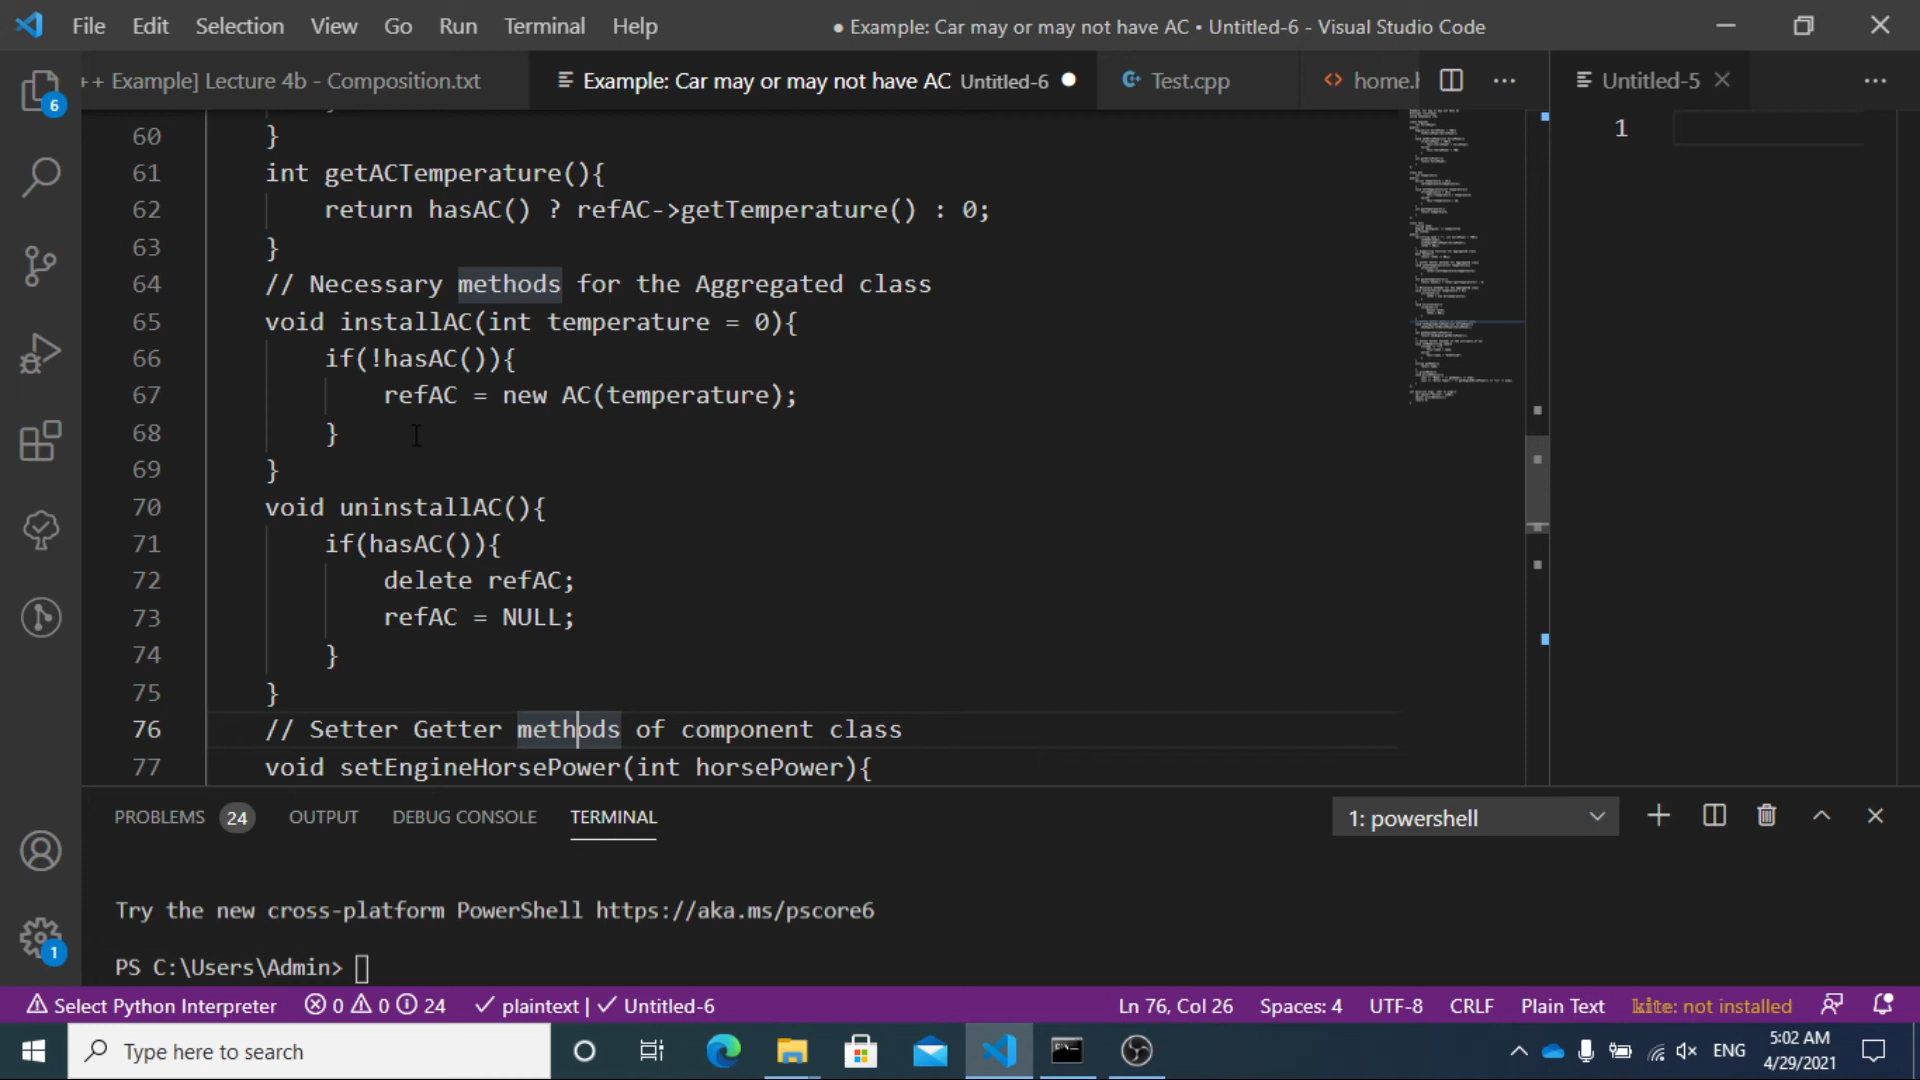 File Edit Selection View Go Run Terminal Help
● Example: Car may or may not have AC • Untitled-6 - Visual Studio Code
++ Example] Lecture 4b - Composition.txt
Example: Car may or may not have AC Untitled-6 ●
Test.cpp
<> home.h
Untitled-5
1
60 }
61 int getACTemperature(){
62 return hasAC() ? refAC->getTemperature() : 0;
63 }
64 // Necessary methods for the Aggregated class
65 void installAC(int temperature = 0){
66 if(!hasAC()){
67 refAC = new AC(temperature);
68 }
69 }
70 void uninstallAC(){
71 if(hasAC()){
72 delete refAC;
73 refAC = NULL;
74 }
75 }
76 // Setter Getter methods of component class
77 void setEngineHorsePower(int horsePower){
6
1
PROBLEMS 24 OUTPUT DEBUG CONSOLE TERMINAL
1: powershell
Try the new cross-platform PowerShell https://aka.ms/pscore6
PS C:\Users\Admin>
Select Python Interpreter 0 0 24 plaintext | Untitled-6
Ln 76, Col 26 Spaces: 4 UTF-8 CRLF Plain Text kite: not installed
Type here to search
ENG
5:02 AM
4/29/2021